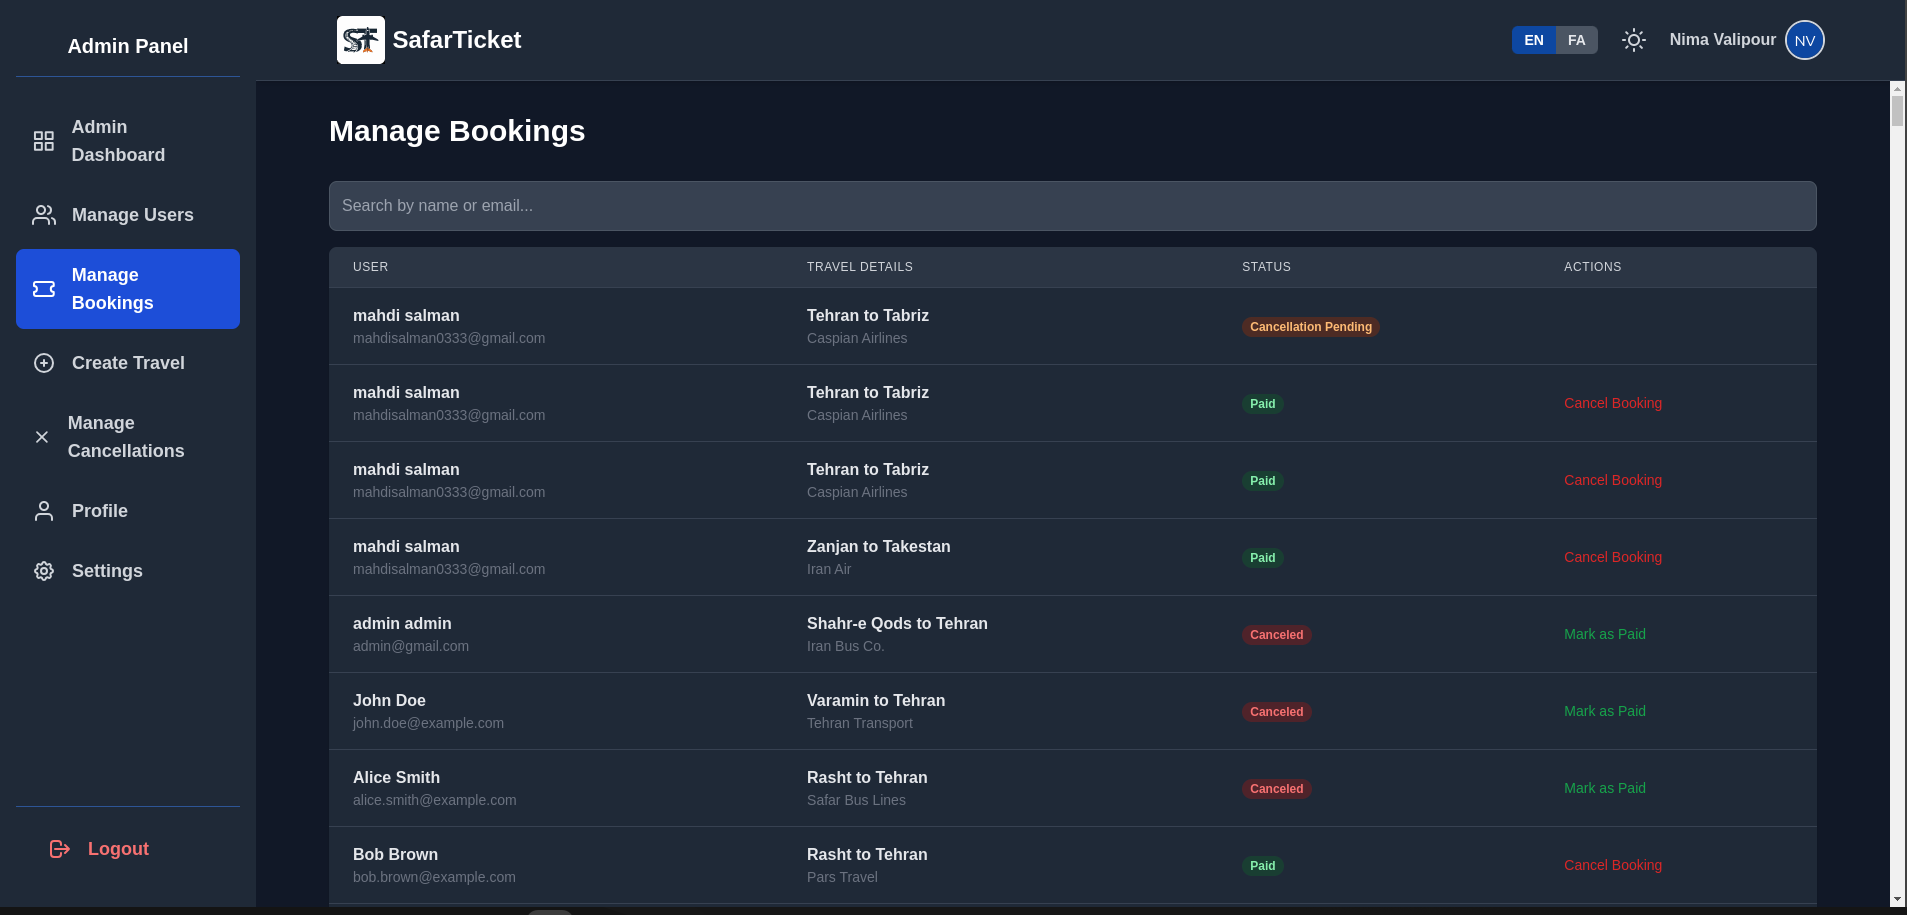 Admin Panel
Admin
Dashboard
Manage Users
Manage
Bookings
Create Travel
Manage
Cancellations
Profile
Settings
Logout
SafarTicket
EN
FA
Nima Valipour
NV
Manage Bookings
Search by name or email...
USER TRAVEL DETAILS STATUS ACTIONS
mahdi salman Tehran to Tabriz
Cancellation Pending
mahdisalman0333@gmail.com Caspian Airlines
mahdi salman Tehran to Tabriz
Paid Cancel Booking
mahdisalman0333@gmail.com Caspian Airlines
mahdi salman Tehran to Tabriz
Paid Cancel Booking
mahdisalman0333@gmail.com Caspian Airlines
mahdi salman Zanjan to Takestan
Paid Cancel Booking
mahdisalman0333@gmail.com Iran Air
admin admin Shahr-e Qods to Tehran
Canceled Mark as Paid
admin@gmail.com Iran Bus Co.
John Doe Varamin to Tehran
Canceled Mark as Paid
john.doe@example.com Tehran Transport
Alice Smith Rasht to Tehran
Canceled Mark as Paid
alice.smith@example.com Safar Bus Lines
Bob Brown Rasht to Tehran
Paid Cancel Booking
bob.brown@example.com Pars Travel